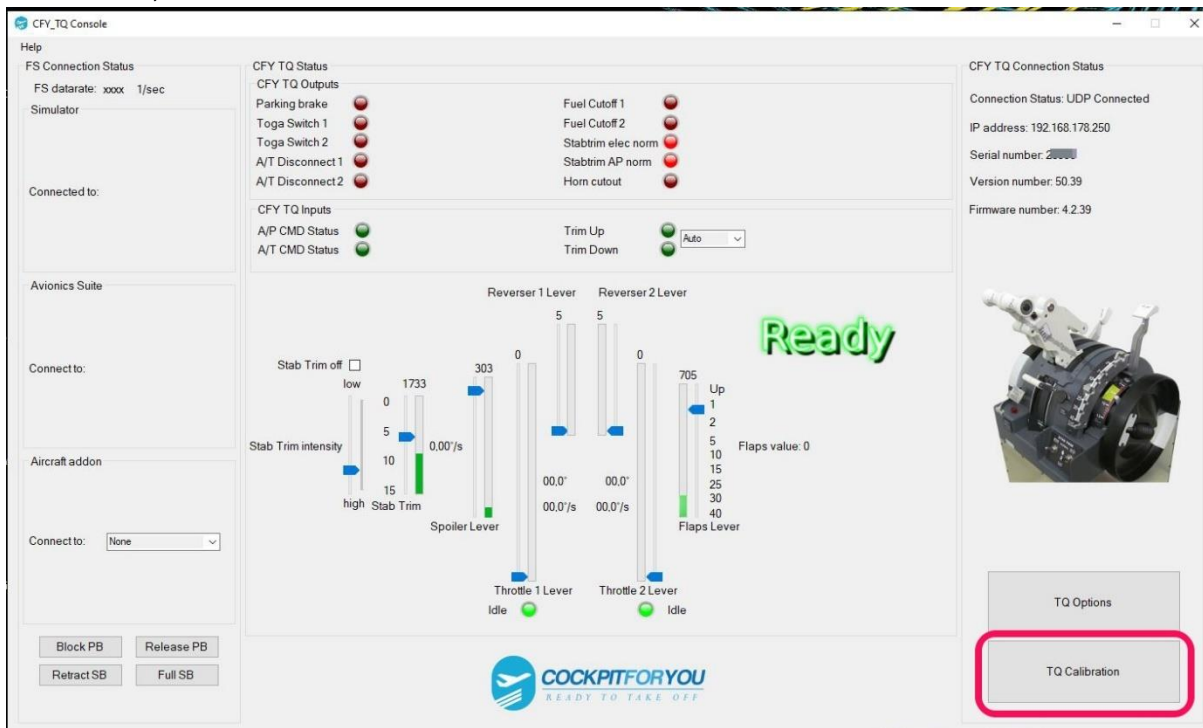 CFY_TQ Console
Help
FS Connection Status
FS datarate: xxxx 1/sec
Simulator
Connected to:
Avionics Suite
Connect to:
Aircraft addon
Connect to: None
Block PB Release PB
Retract SB Full SB
CFY TQ Status
CFY TQ Outputs
Parking brake Fuel Cutoff 1
Toga Switch 1 Fuel Cutoff 2
Toga Switch 2 Stabtrim elec norm
A/T Disconnect 1 Stabtrim AP norm
A/T Disconnect 2 Horn cutout
CFY TQ Inputs
A/P CMD Status Trim Up
A/T CMD Status Trim Down
Auto
Reverser 1 Lever Reverser 2 Lever
5 5
Ready
Stab Trim off
low 1733 303 0 0 705
0
5
10
15
Stab Trim intensity
0,00°/s
high Stab Trim
Spoiler Lever
00,0° 00,0°
00,0°/s 00,0°/s
Up
1
2
5
10
15
25
30
40
Flaps value: 0
Flaps Lever
Throttle 1 Lever Throttle 2 Lever
Idle Idle
COCKPITFORYOU
READY TO TAKE OFF
CFY TQ Connection Status
Connection Status: UDP Connected
IP address: 192.168.178.250
Serial number:
Version number: 50.39
Firmware number: 4.2.39
TQ Options
TQ Calibration